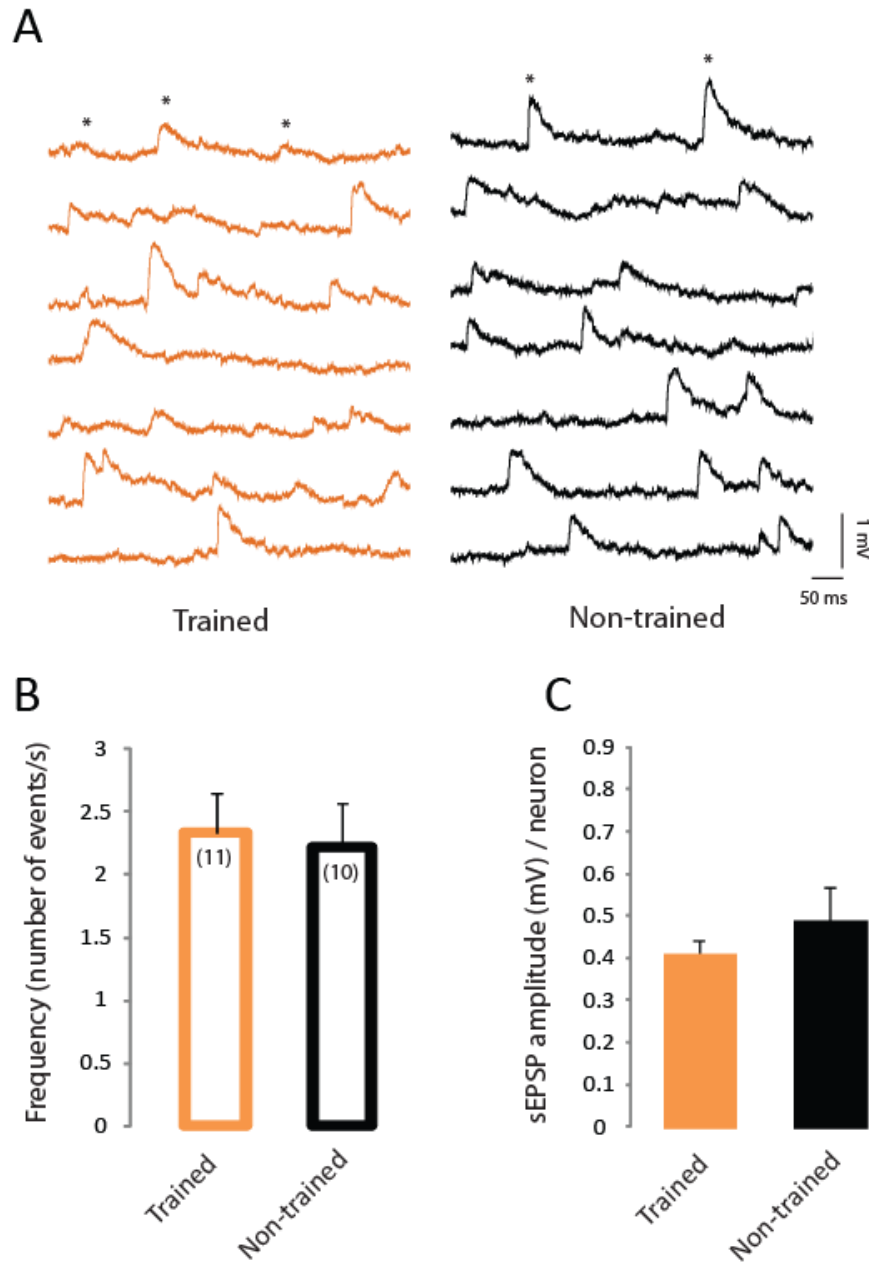 A
* * *
* *
1 mV
50 ms
Trained
Non-trained
B
Frequency (number of events/s)
3
2.5
2
1.5
1
0.5
0
(11)
(10)
Trained
Non-trained
C
sEPSP amplitude (mV) / neuron
0.9
0.8
0.7
0.6
0.5
0.4
0.3
0.2
0.1
0
Trained
Non-trained